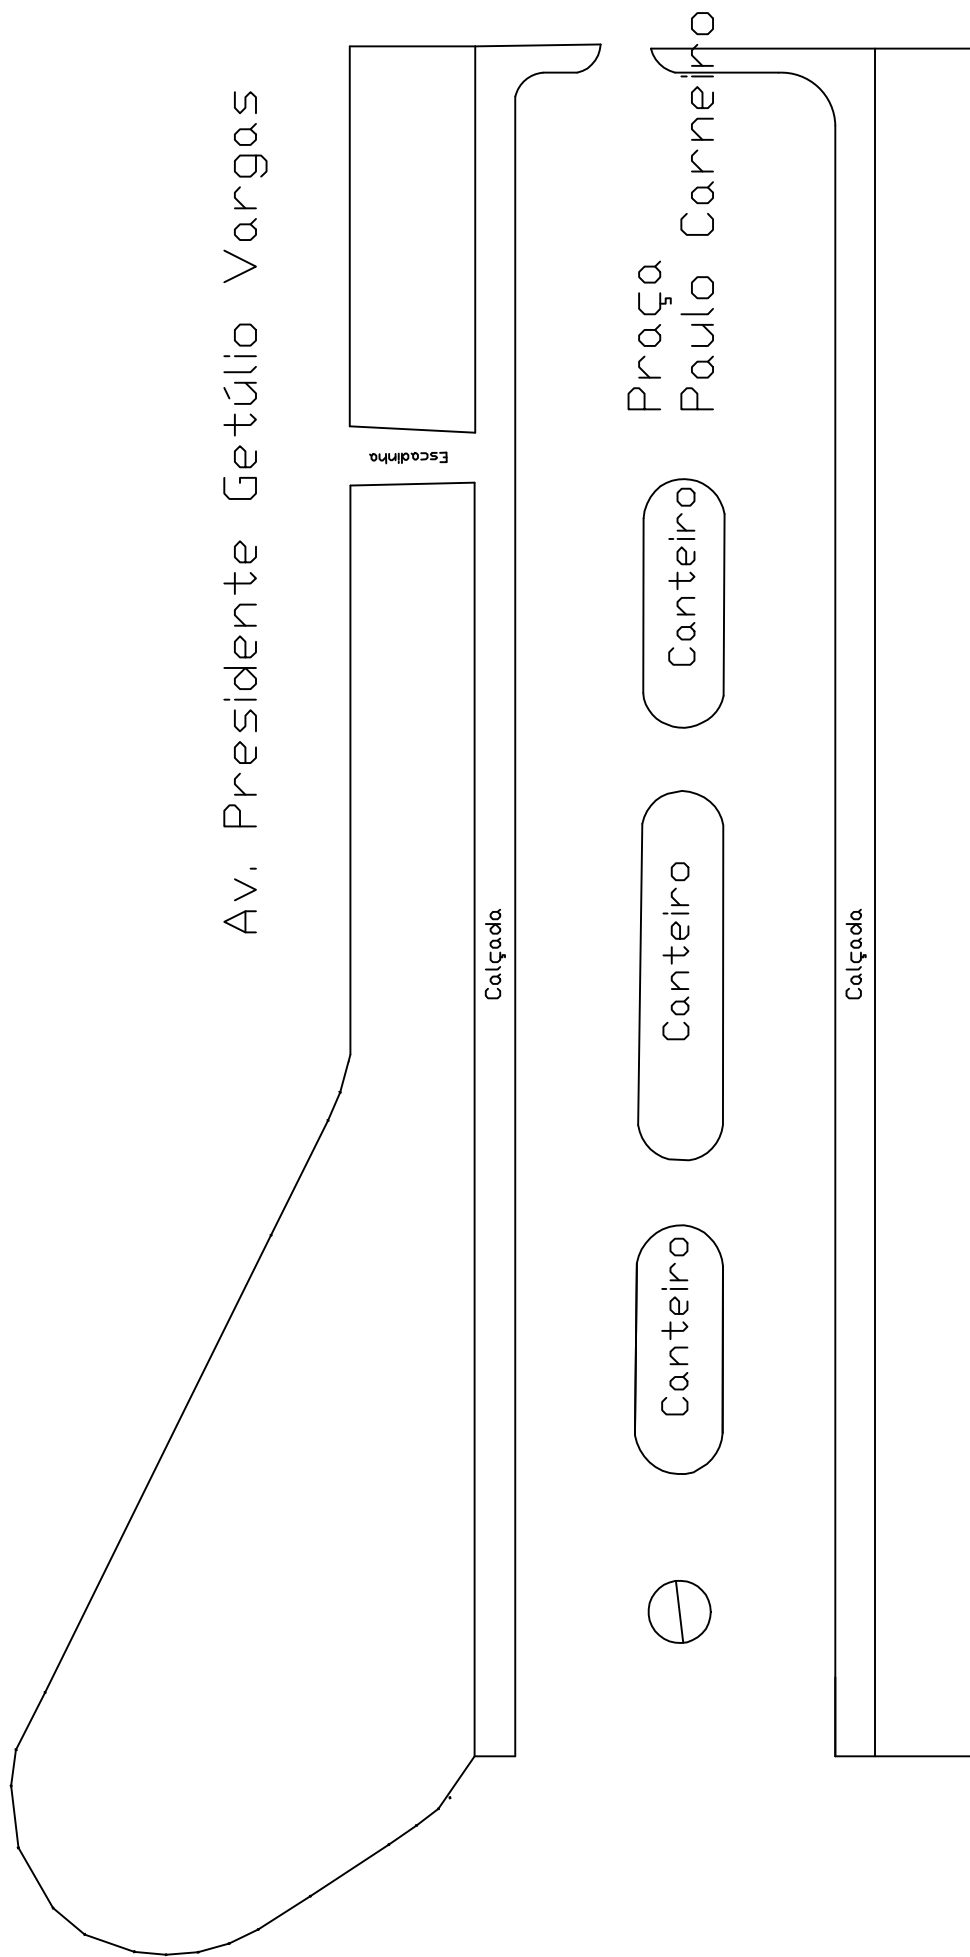 Av. Presidente Getúlio Vargas
Escadinha
Calçada
Praça
Paulo Carneiro
Canteiro
Canteiro
Canteiro
Calçada